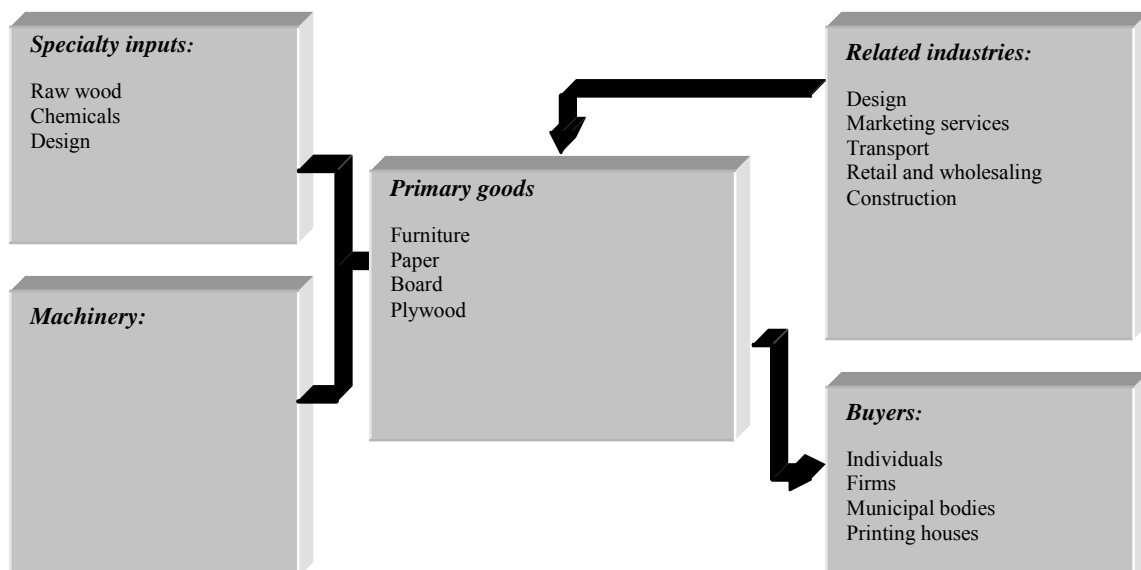 Specialty inputs:
Raw wood
Chemicals
Design
Machinery:
Primary goods
Furniture
Paper
Board
Plywood
Related industries:
Design
Marketing services
Transport
Retail and wholesaling
Construction
Buyers:
Individuals
Firms
Municipal bodies
Printing houses